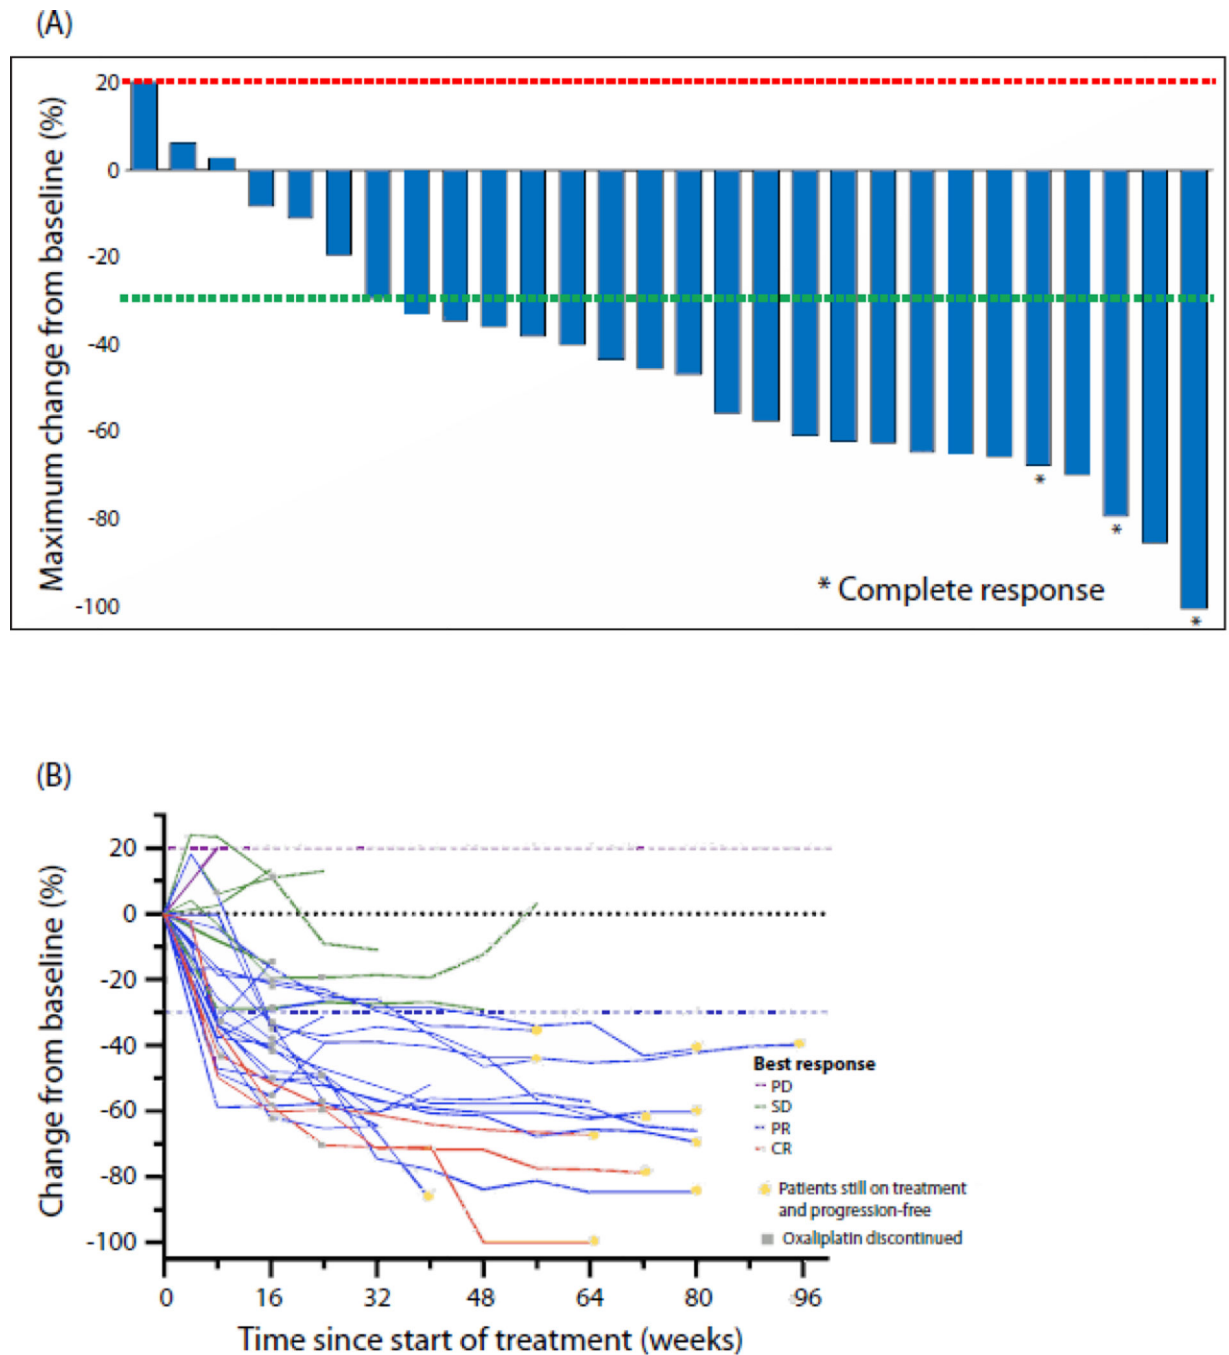 (A)
Maximum change from baseline (%)
20
0
-20
-40
-60
-80
-100
*
*
*
* Complete response
(B)
Change from baseline (%)
20
0
-20
-40
-60
-80
-100
0 16 32 48 64 80 96
Time since start of treatment (weeks)
Best response
PD
SD
PR
CR
Patients still on treatment
and progression-free
Oxaliplatin discontinued